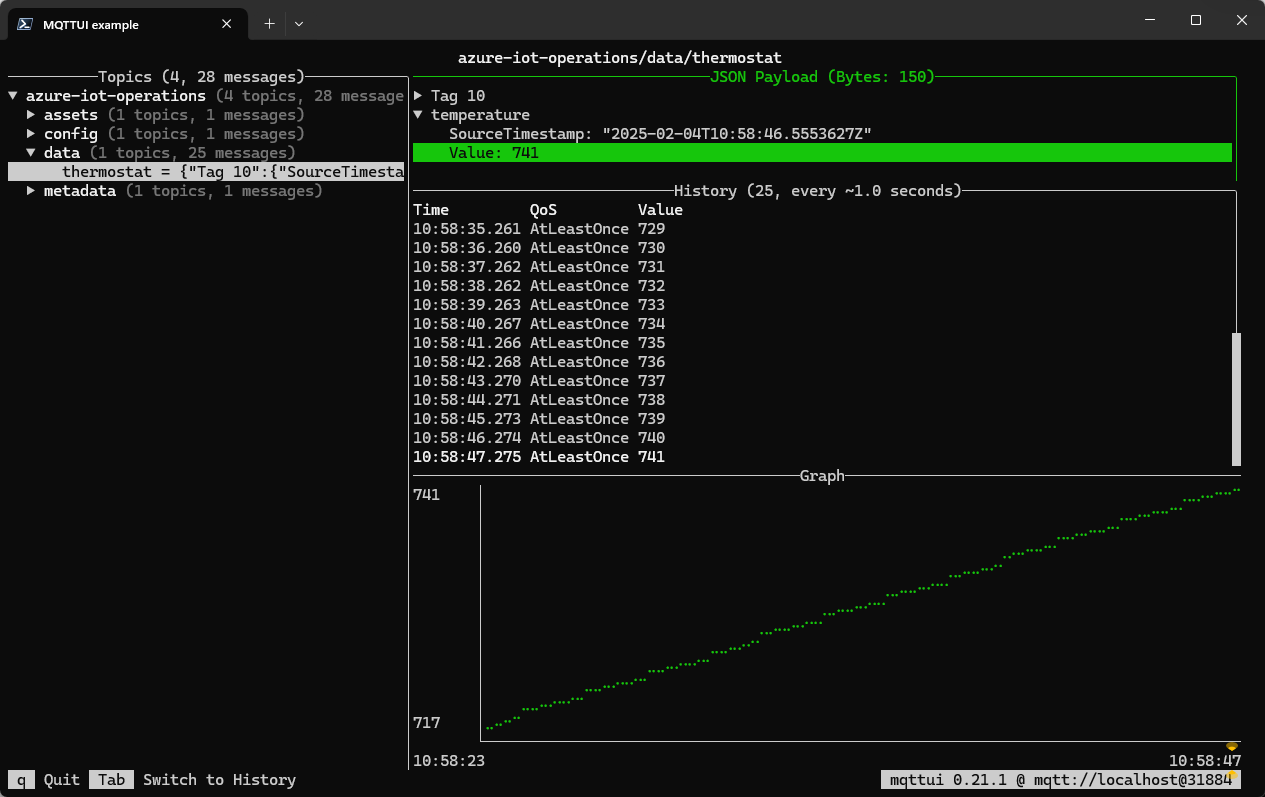 MQTTUI example
azure-iot-operations/data/thermostat
Topics (4, 28 messages)
azure-iot-operations (4 topics, 28 message
assets (1 topics, 1 messages)
config (1 topics, 1 messages)
data (1 topics, 25 messages)
thermostat = {"Tag 10":{"SourceTimesta
metadata (1 topics, 1 messages)
JSON Payload (Bytes: 150)
Tag 10
temperature
SourceTimestamp: "2025-02-04T10:58:46.5553627Z"
Value: 741
History (25, every ~1.0 seconds)
Time QoS Value
10:58:35.261 AtLeastOnce 729
10:58:36.260 AtLeastOnce 730
10:58:37.262 AtLeastOnce 731
10:58:38.262 AtLeastOnce 732
10:58:39.263 AtLeastOnce 733
10:58:40.267 AtLeastOnce 734
10:58:41.266 AtLeastOnce 735
10:58:42.268 AtLeastOnce 736
10:58:43.270 AtLeastOnce 737
10:58:44.271 AtLeastOnce 738
10:58:45.273 AtLeastOnce 739
10:58:46.274 AtLeastOnce 740
10:58:47.275 AtLeastOnce 741
Graph
741
717
10:58:23 10:58:47
q Quit Tab Switch to History
mqttui 0.21.1 @ mqtt://localhost@31884